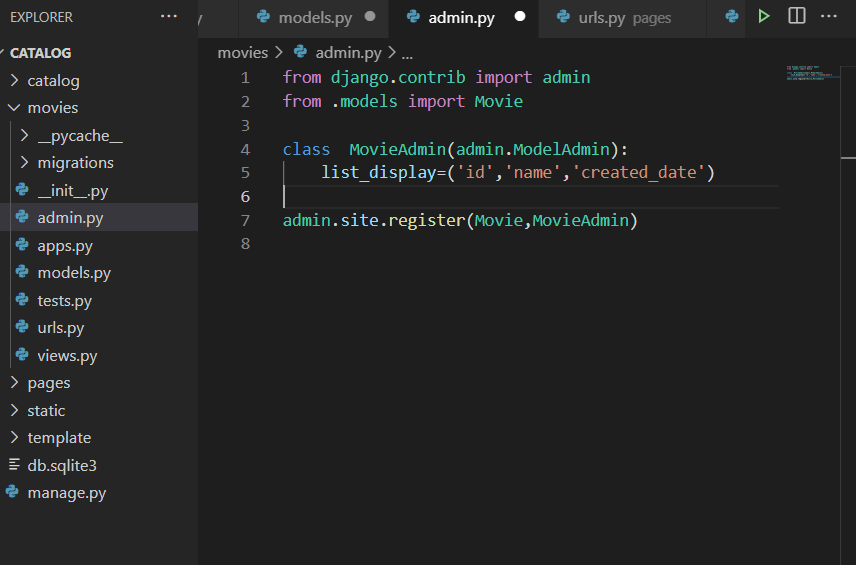 EXPLORER ...
y models.py admin.py urls.py pages ...
CATALOG
movies > admin.py > ...
> catalog
movies
> __pycache__
> migrations
__init__.py
admin.py
apps.py
models.py
tests.py
urls.py
views.py
> pages
> static
> template
db.sqlite3
manage.py
1 from django.contrib import admin
2 from .models import Movie
3
4 class  MovieAdmin(admin.ModelAdmin):
5     list_display=('id','name','created_date')
6
7 admin.site.register(Movie,MovieAdmin)
8